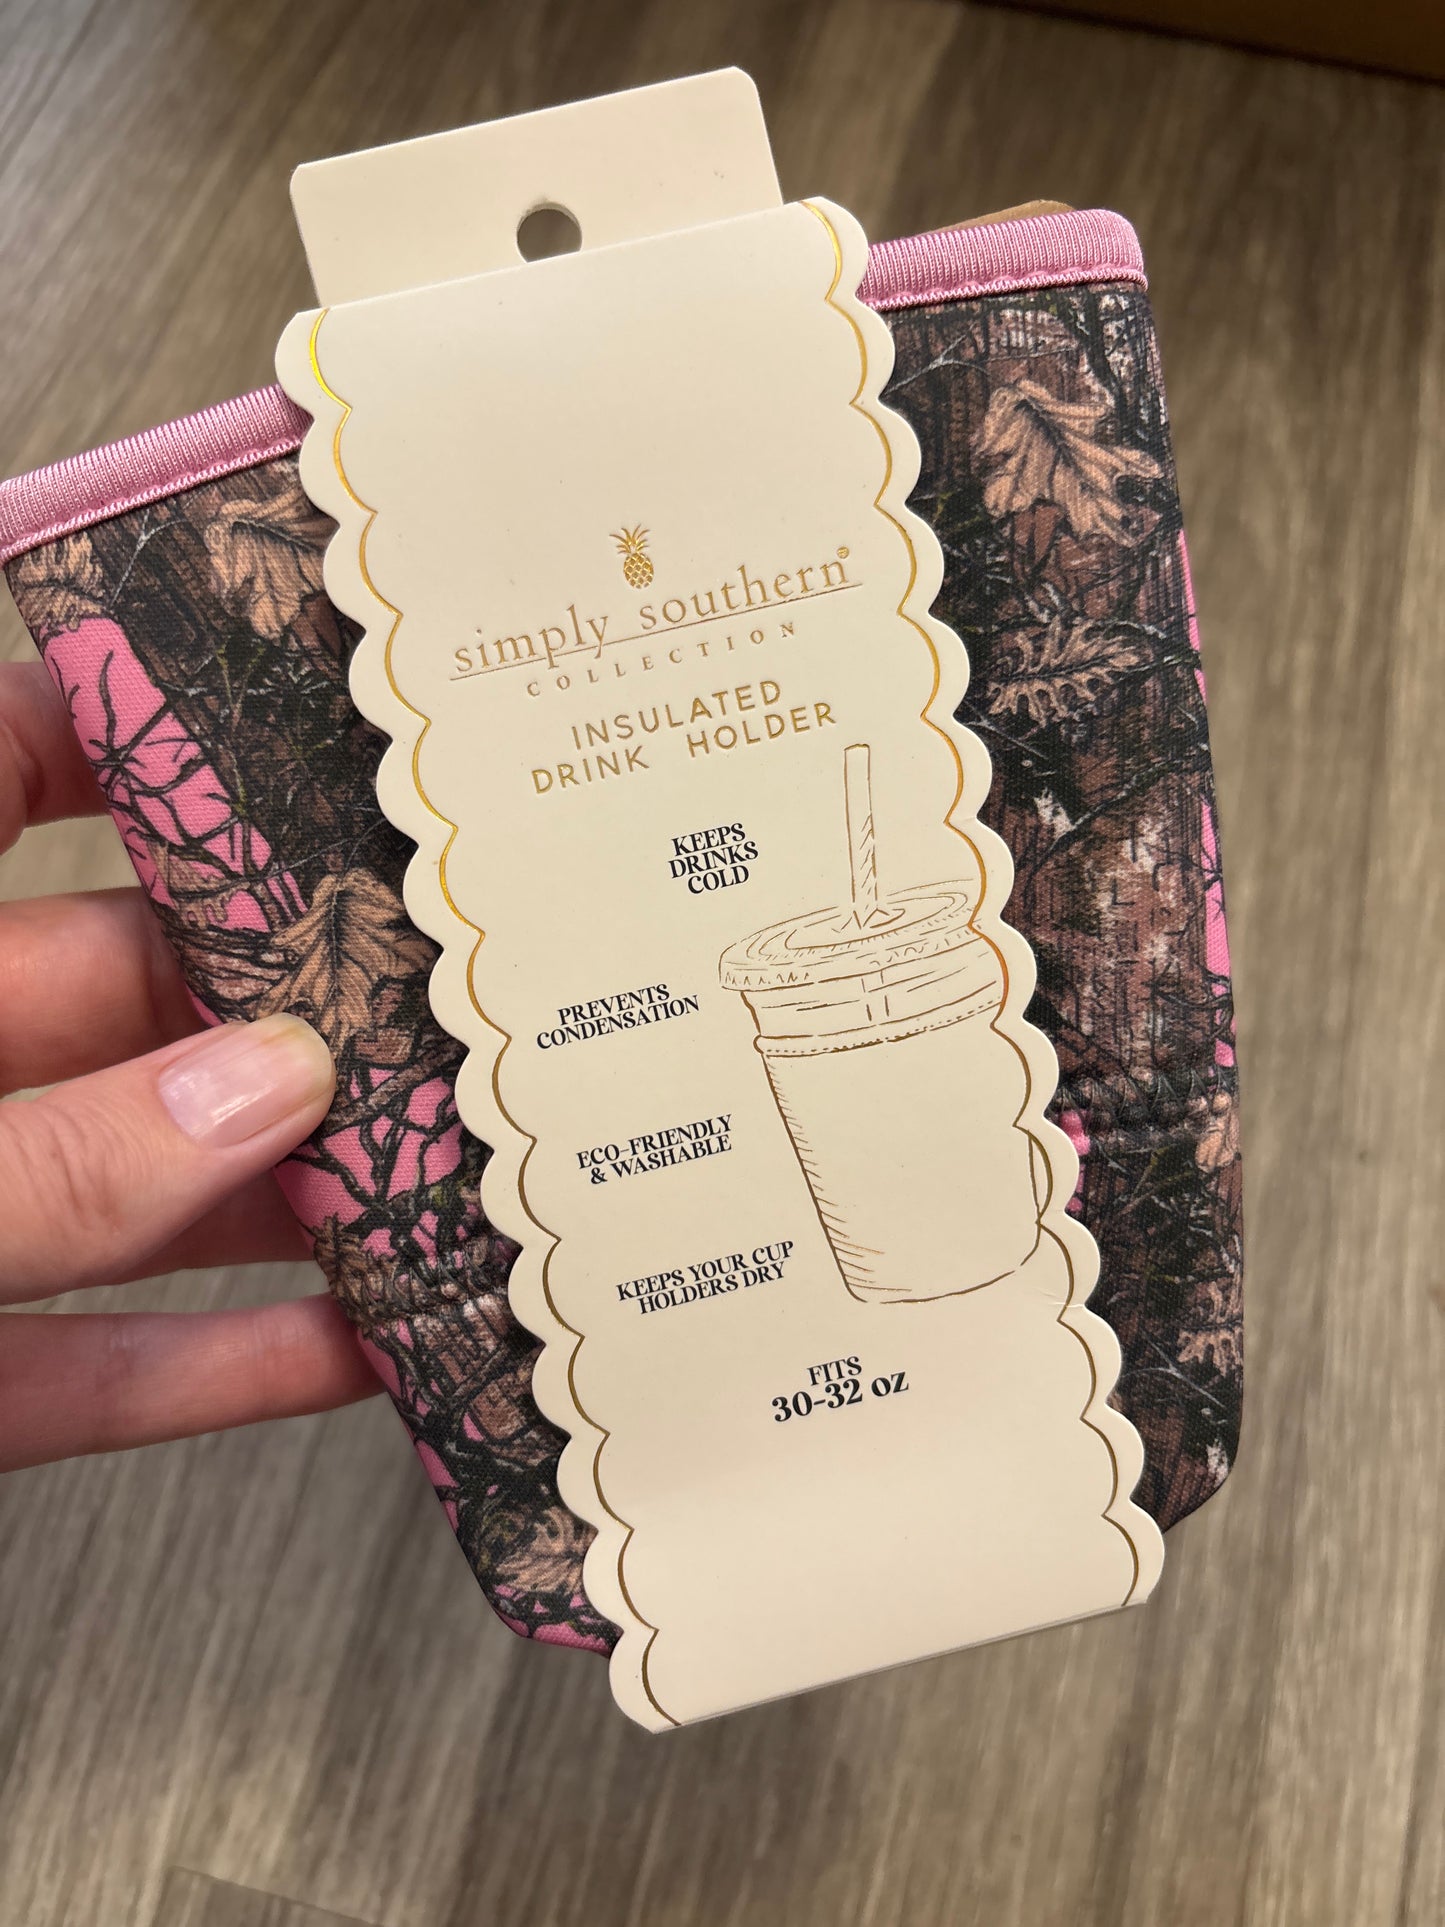 simply southern®
COLLECTION
INSULATED
DRINK HOLDER
KEEPS
DRINKS
COLD
PREVENTS
CONDENSATION
ECO-FRIENDLY
& WASHABLE
KEEPS YOUR CUP
HOLDERS DRY
FITS
30-32 oz